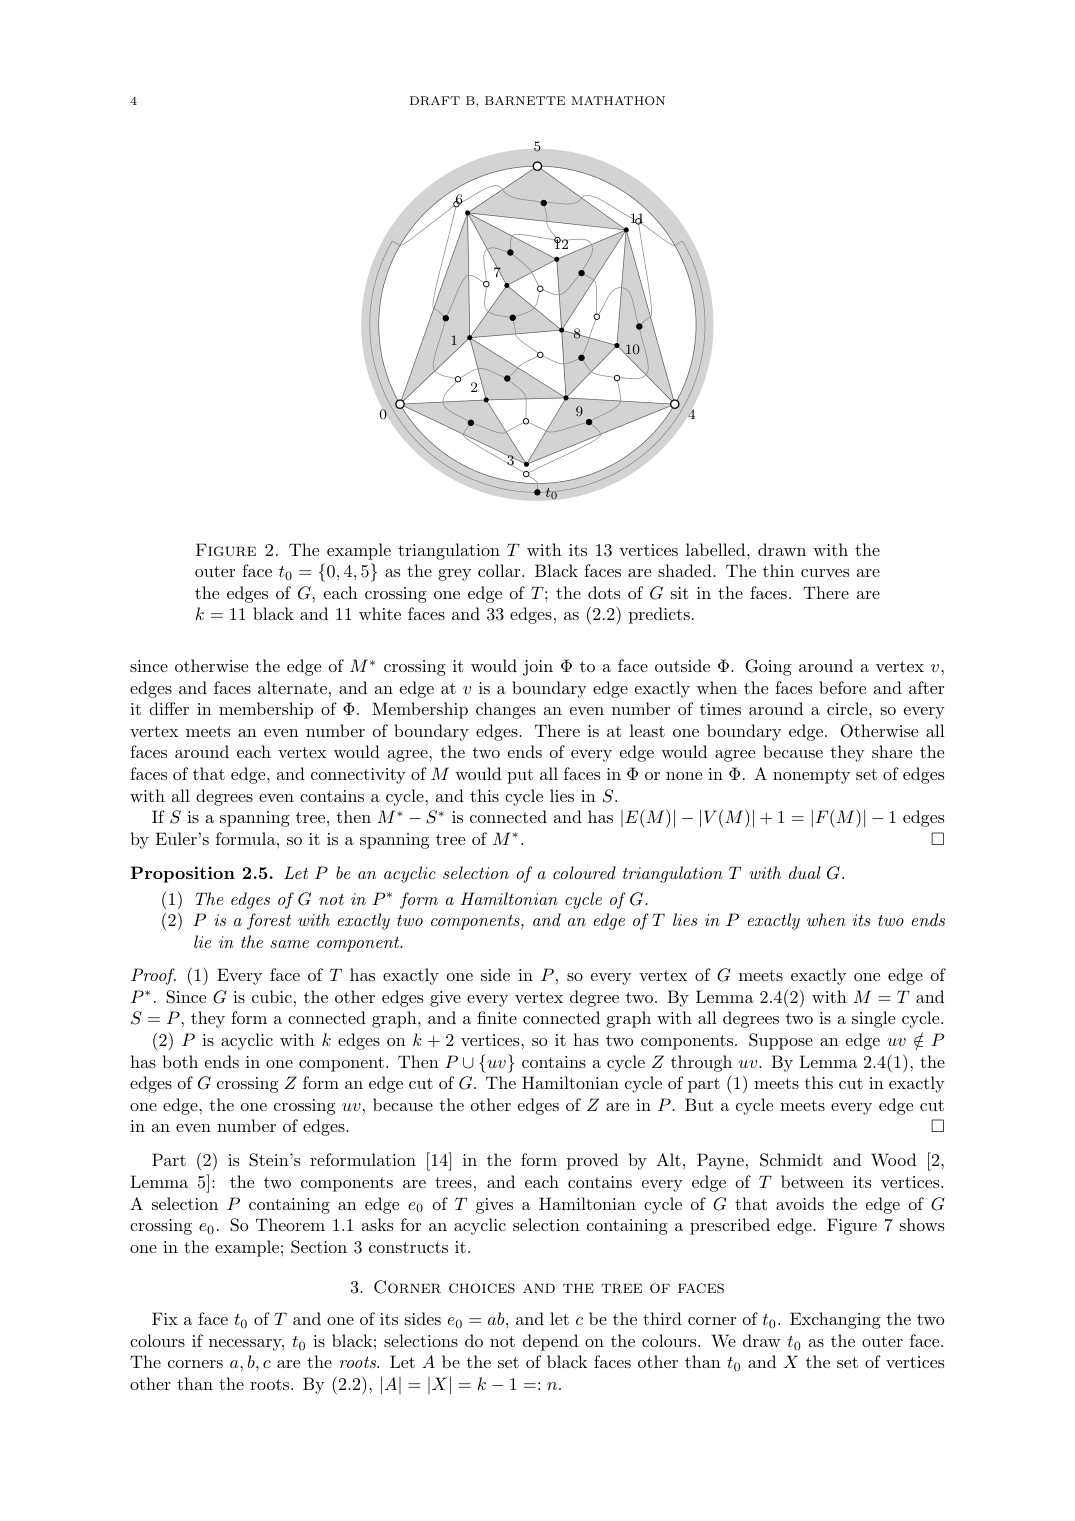 4
DRAFT B, BARNETTE MATHATHON
5
6
11
12
7
1
8
10
2
0
9
4
3
t₀
FIGURE 2. The example triangulation T with its 13 vertices labelled, drawn with the
outer face t₀ = {0, 4, 5} as the grey collar. Black faces are shaded. The thin curves are
the edges of G, each crossing one edge of T; the dots of G sit in the faces. There are
k = 11 black and 11 white faces and 33 edges, as (2.2) predicts.
since otherwise the edge of M* crossing it would join Φ to a face outside Φ. Going around a vertex v,
edges and faces alternate, and an edge at v is a boundary edge exactly when the faces before and after
it differ in membership of Φ. Membership changes an even number of times around a circle, so every
vertex meets an even number of boundary edges. There is at least one boundary edge. Otherwise all
faces around each vertex would agree, the two ends of every edge would agree because they share the
faces of that edge, and connectivity of M would put all faces in Φ or none in Φ. A nonempty set of edges
with all degrees even contains a cycle, and this cycle lies in S.
If S is a spanning tree, then M* − S* is connected and has |E(M)| − |V(M)| + 1 = |F(M)| − 1 edges
by Euler's formula, so it is a spanning tree of M*. □
Proposition 2.5. Let P be an acyclic selection of a coloured triangulation T with dual G.
(1) The edges of G not in P* form a Hamiltonian cycle of G.
(2) P is a forest with exactly two components, and an edge of T lies in P exactly when its two ends
lie in the same component.
Proof. (1) Every face of T has exactly one side in P, so every vertex of G meets exactly one edge of
P*. Since G is cubic, the other edges give every vertex degree two. By Lemma 2.4(2) with M = T and
S = P, they form a connected graph, and a finite connected graph with all degrees two is a single cycle.
(2) P is acyclic with k edges on k + 2 vertices, so it has two components. Suppose an edge uv ∉ P
has both ends in one component. Then P ∪ {uv} contains a cycle Z through uv. By Lemma 2.4(1), the
edges of G crossing Z form an edge cut of G. The Hamiltonian cycle of part (1) meets this cut in exactly
one edge, the one crossing uv, because the other edges of Z are in P. But a cycle meets every edge cut
in an even number of edges. □
Part (2) is Stein's reformulation [14] in the form proved by Alt, Payne, Schmidt and Wood [2,
Lemma 5]: the two components are trees, and each contains every edge of T between its vertices.
A selection P containing an edge e₀ of T gives a Hamiltonian cycle of G that avoids the edge of G
crossing e₀. So Theorem 1.1 asks for an acyclic selection containing a prescribed edge. Figure 7 shows
one in the example; Section 3 constructs it.
3. CORNER CHOICES AND THE TREE OF FACES
Fix a face t₀ of T and one of its sides e₀ = ab, and let c be the third corner of t₀. Exchanging the two
colours if necessary, t₀ is black; selections do not depend on the colours. We draw t₀ as the outer face.
The corners a, b, c are the roots. Let A be the set of black faces other than t₀ and X the set of vertices
other than the roots. By (2.2), |A| = |X| = k − 1 =: n.